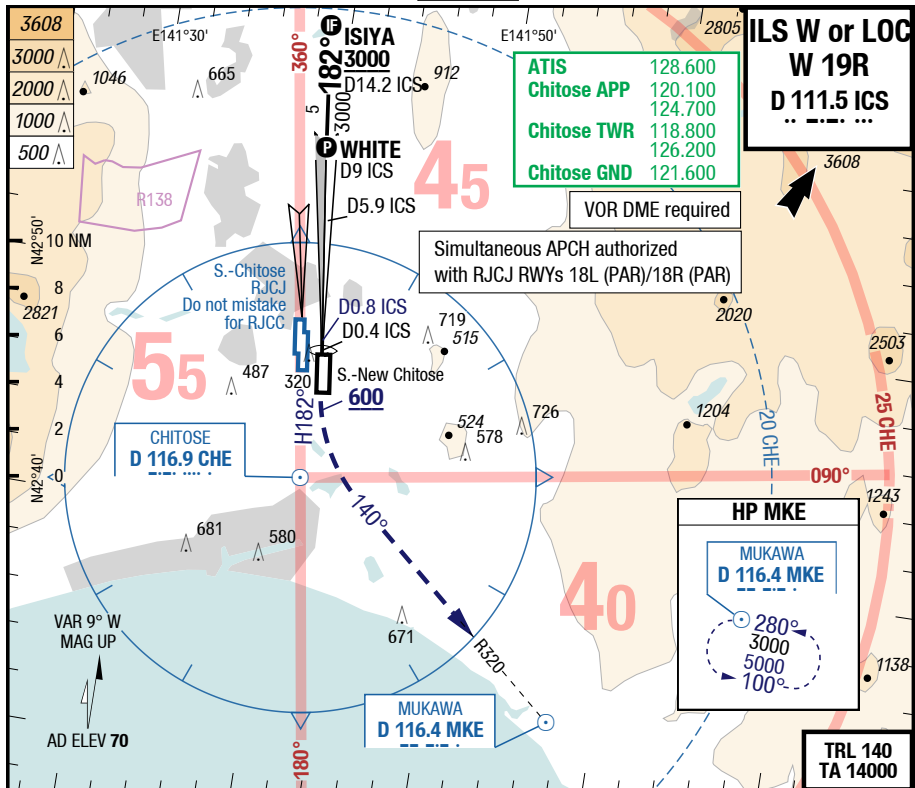 3608
3000
2000
1000
500
E141°30'
360°
IF
ISIYA
3000
D14.2 ICS
182°
5
3000
E141°50'
2805
ILS W or LOC
W 19R
D 111.5 ICS
ATIS 128.600
Chitose APP 120.100
124.700
Chitose TWR 118.800
126.200
Chitose GND 121.600
1046
665
912
3608
P
WHITE
D9 ICS
45
R138
D5.9 ICS
VOR DME required
Simultaneous APCH authorized
with RJCJ RWYs 18L (PAR)/18R (PAR)
N42°50'
10 NM
8
6
4
2
0
N42°40'
S.-Chitose
RJCJ
Do not mistake
for RJCC
D0.8 ICS
D0.4 ICS
2821
719
515
2020
2503
55
487
320
S.-New Chitose
H182°
600
524
578
726
1204
20 CHE
25 CHE
CHITOSE
D 116.9 CHE
090°
1243
140°
681
580
HP MKE
MUKAWA
D 116.4 MKE
280°
3000
5000
100°
40
671
R320
1138
VAR 9° W
MAG UP
AD ELEV 70
MUKAWA
D 116.4 MKE
180°
TRL 140
TA 14000